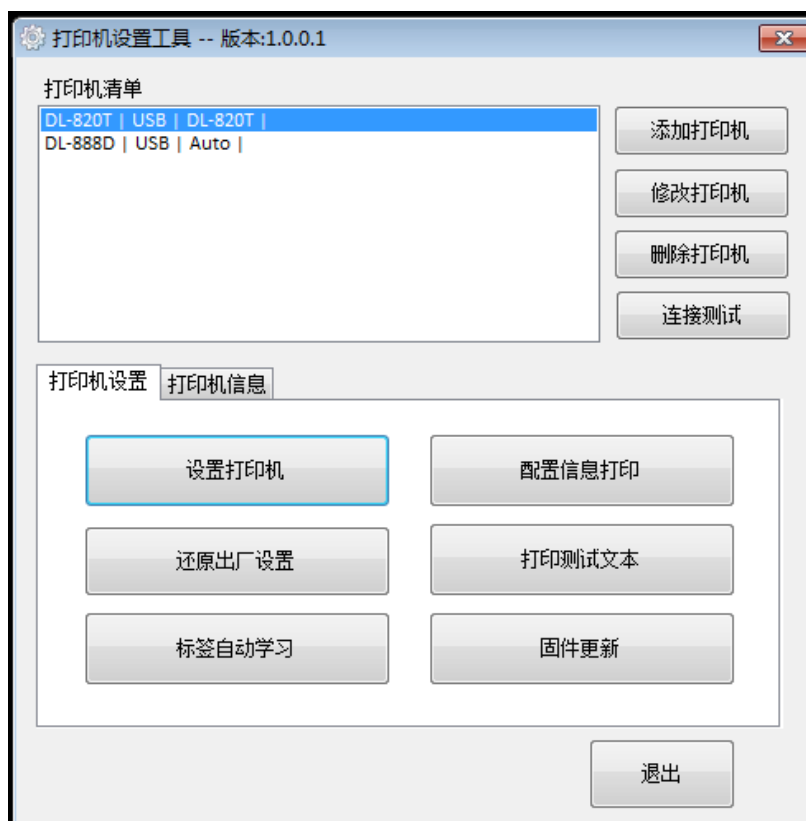 打印机设置工具 -- 版本:1.0.0.1
打印机清单
DL-820T | USB | DL-820T |
DL-888D | USB | Auto |
添加打印机
修改打印机
删除打印机
连接测试
打印机设置
打印机信息
设置打印机
配置信息打印
还原出厂设置
打印测试文本
标签自动学习
固件更新
退出